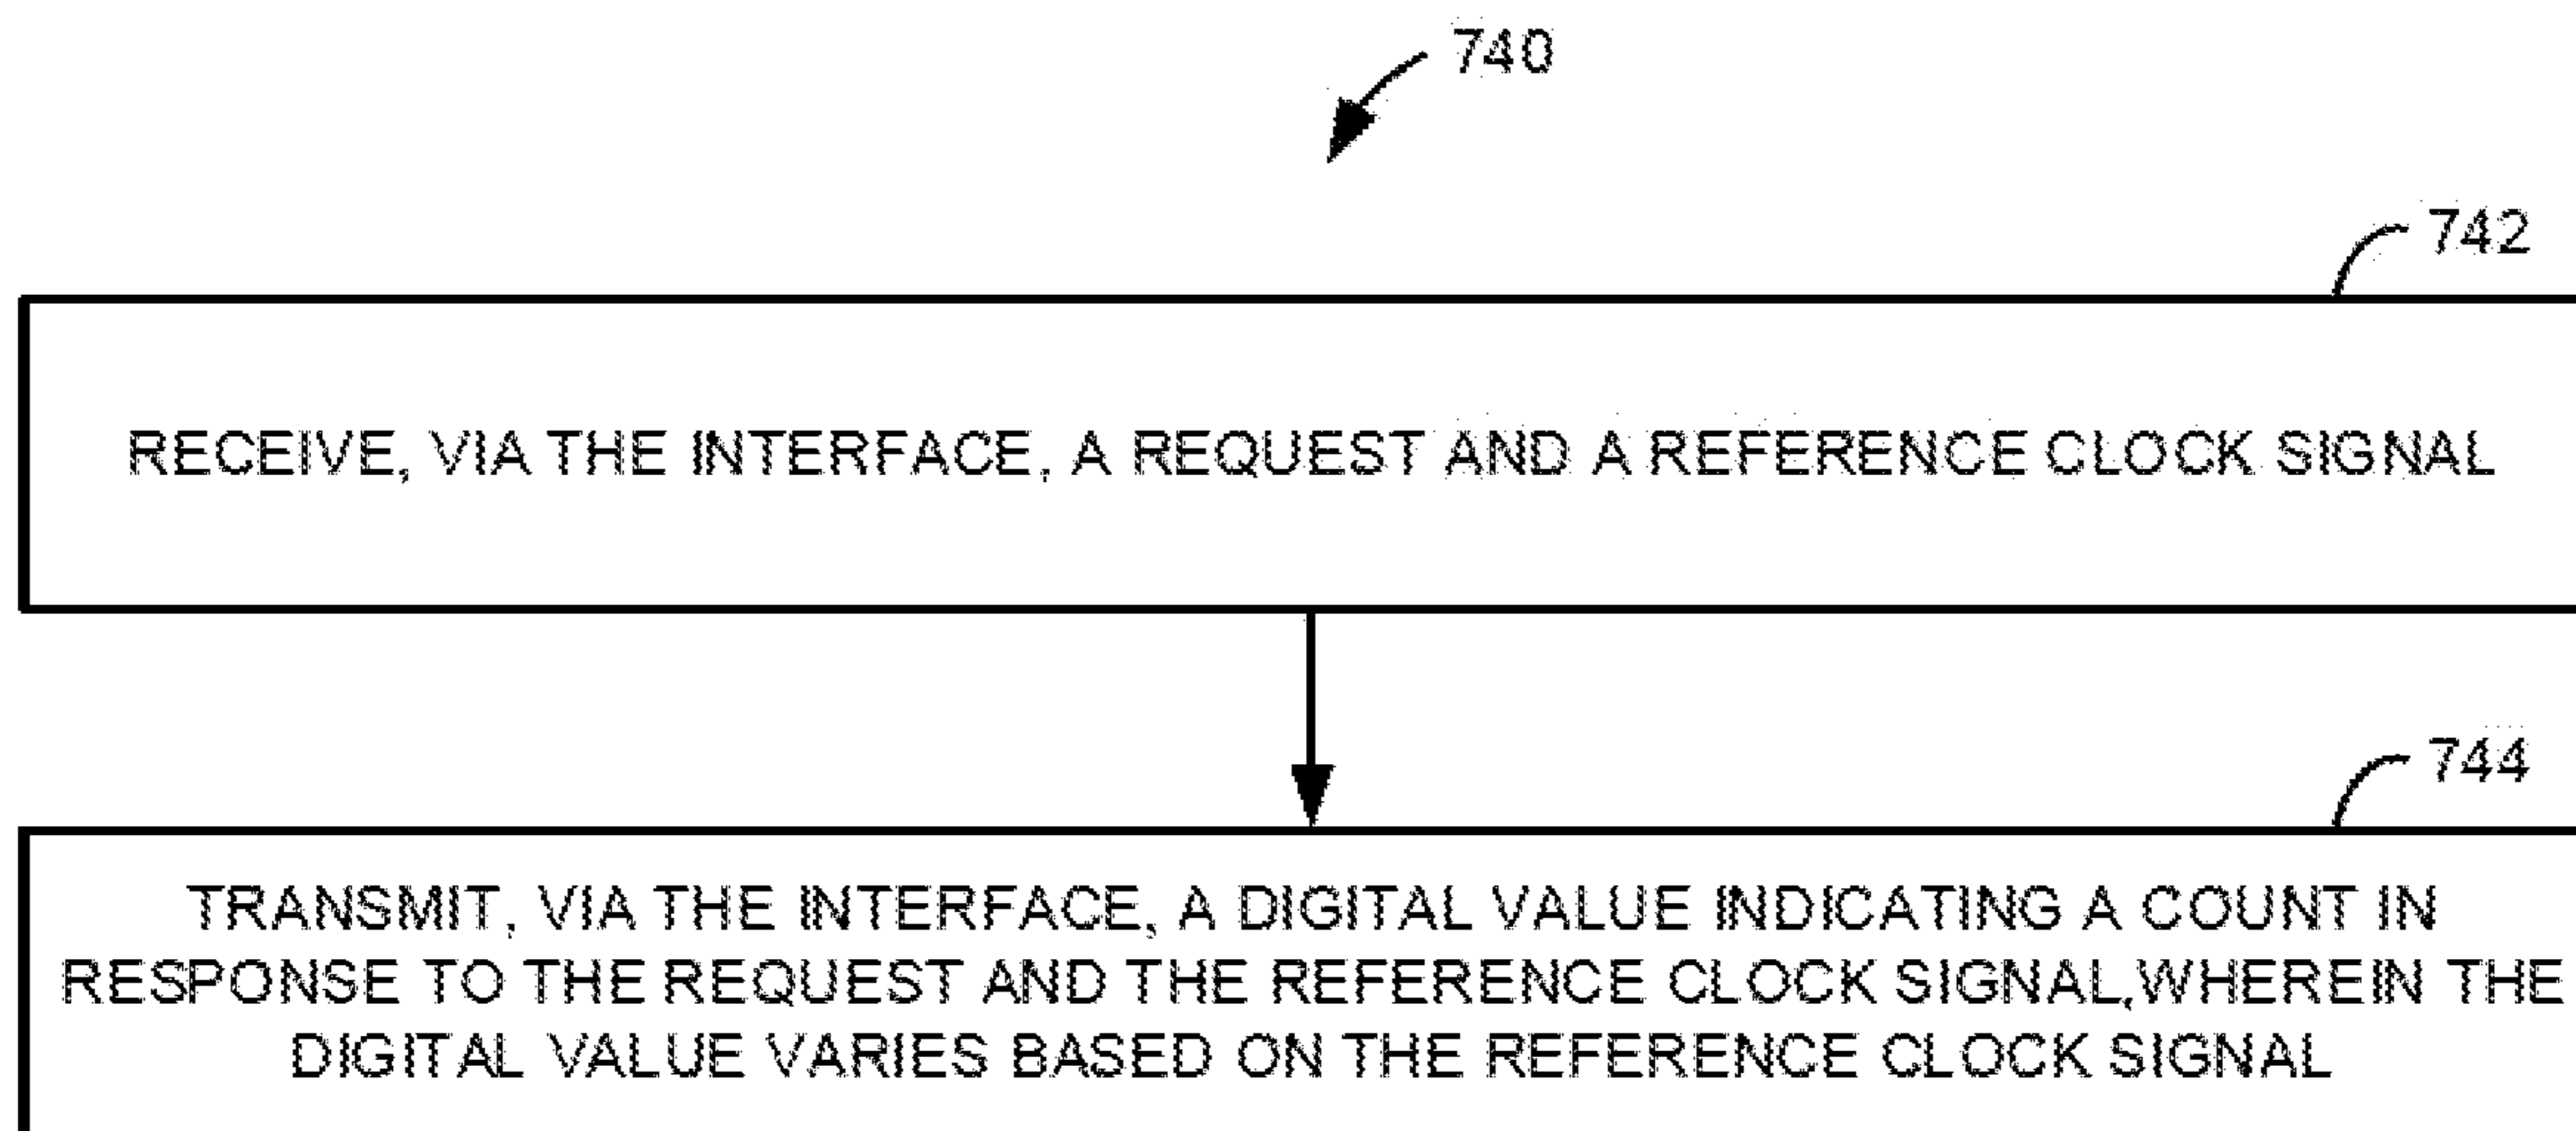 740
742
RECEIVE, VIA THE INTERFACE, A REQUEST AND A REFERENCE CLOCK SIGNAL
744
TRANSMIT, VIA THE INTERFACE, A DIGITAL VALUE INDICATING A COUNT IN
RESPONSE TO THE REQUEST AND THE REFERENCE CLOCK SIGNAL,WHEREIN THE
DIGITAL VALUE VARIES BASED ON THE REFERENCE CLOCK SIGNAL